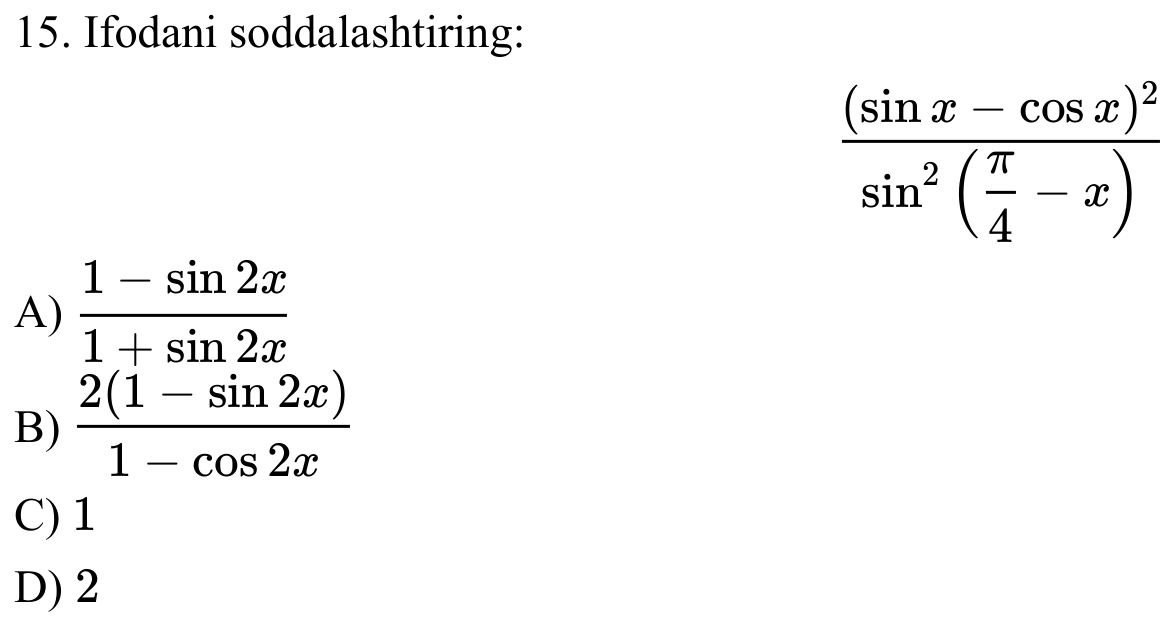 15. Ifodani soddalashtiring:
(sin x − cos x)²
sin² (π/4 − x)
A) (1 − sin 2x)/(1 + sin 2x)
B) 2(1 − sin 2x)/(1 − cos 2x)
C) 1
D) 2